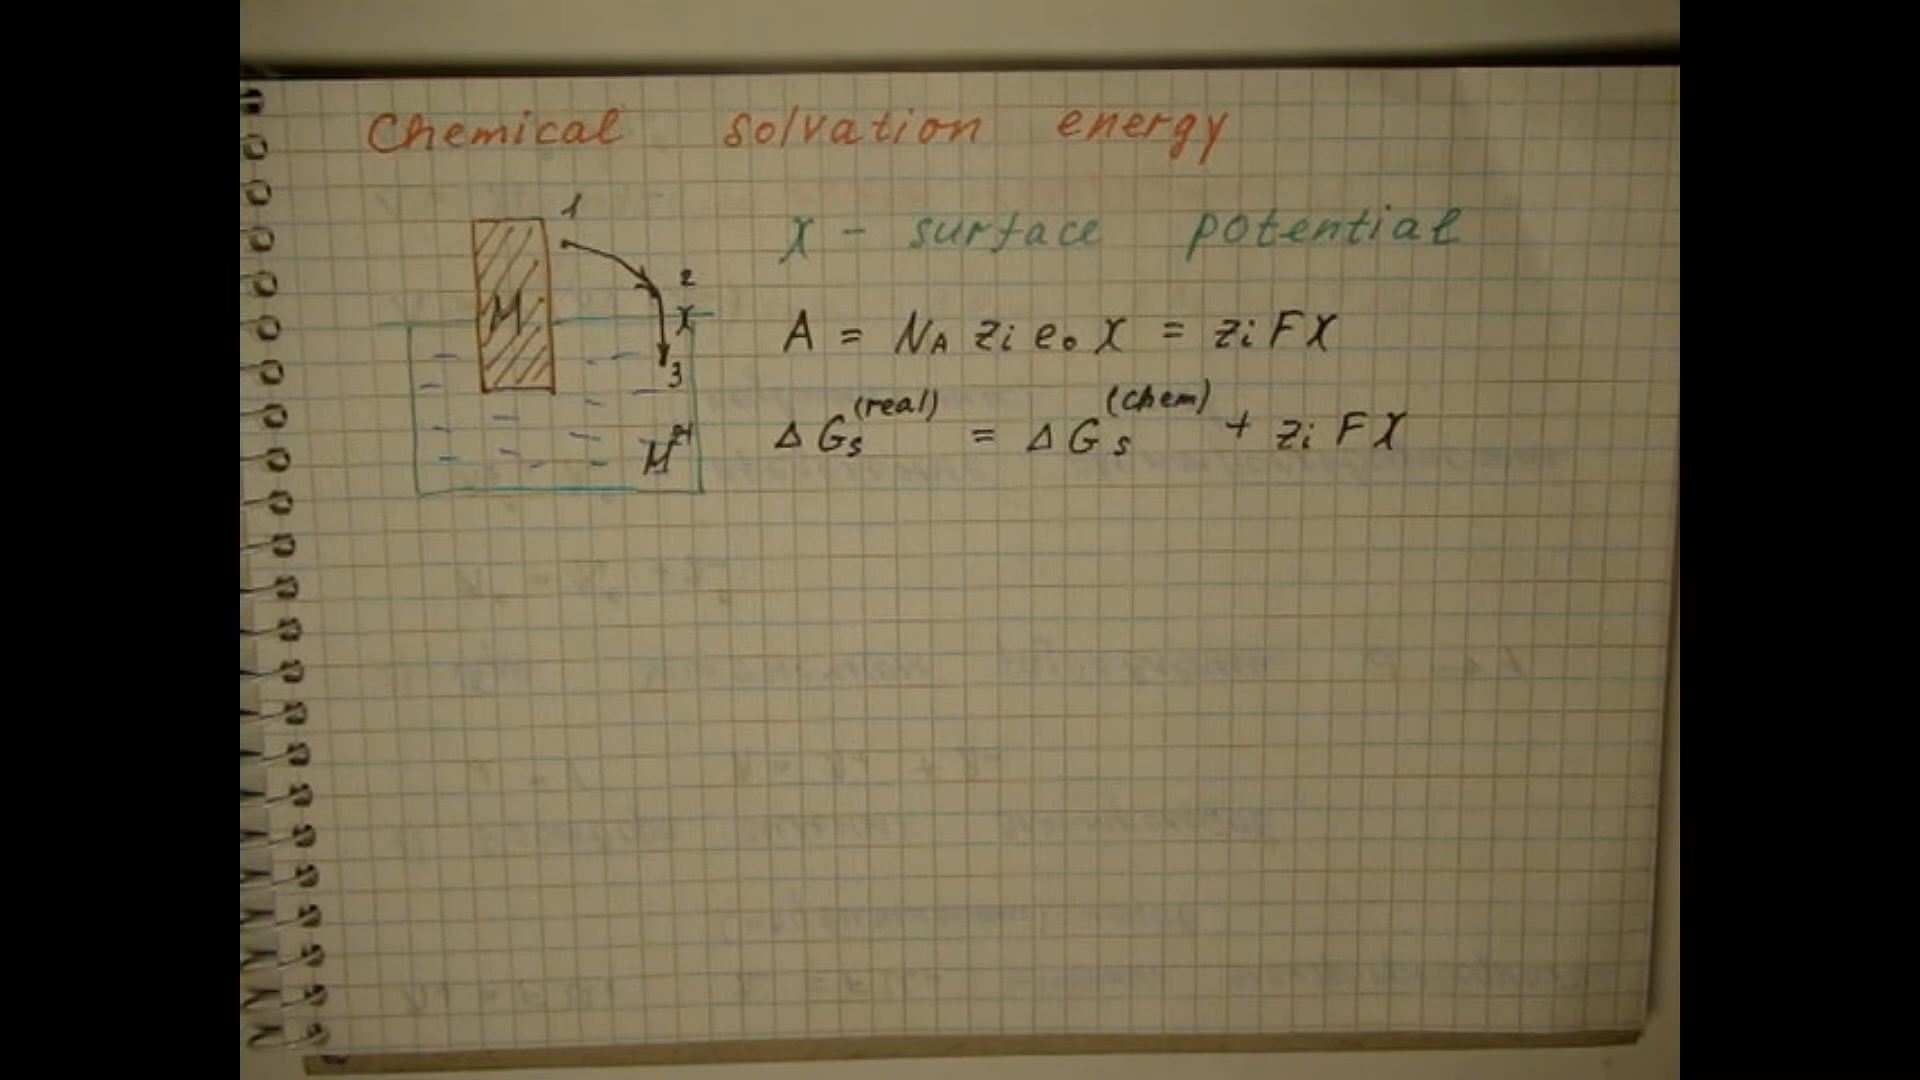 Chemical solvation energy
1
χ - surface potential
2
M
χ
A = N_A z_i e_0 χ = z_i F χ
3
ΔG_s^(real) = ΔG_s^(chem) + z_i F χ
M^z+